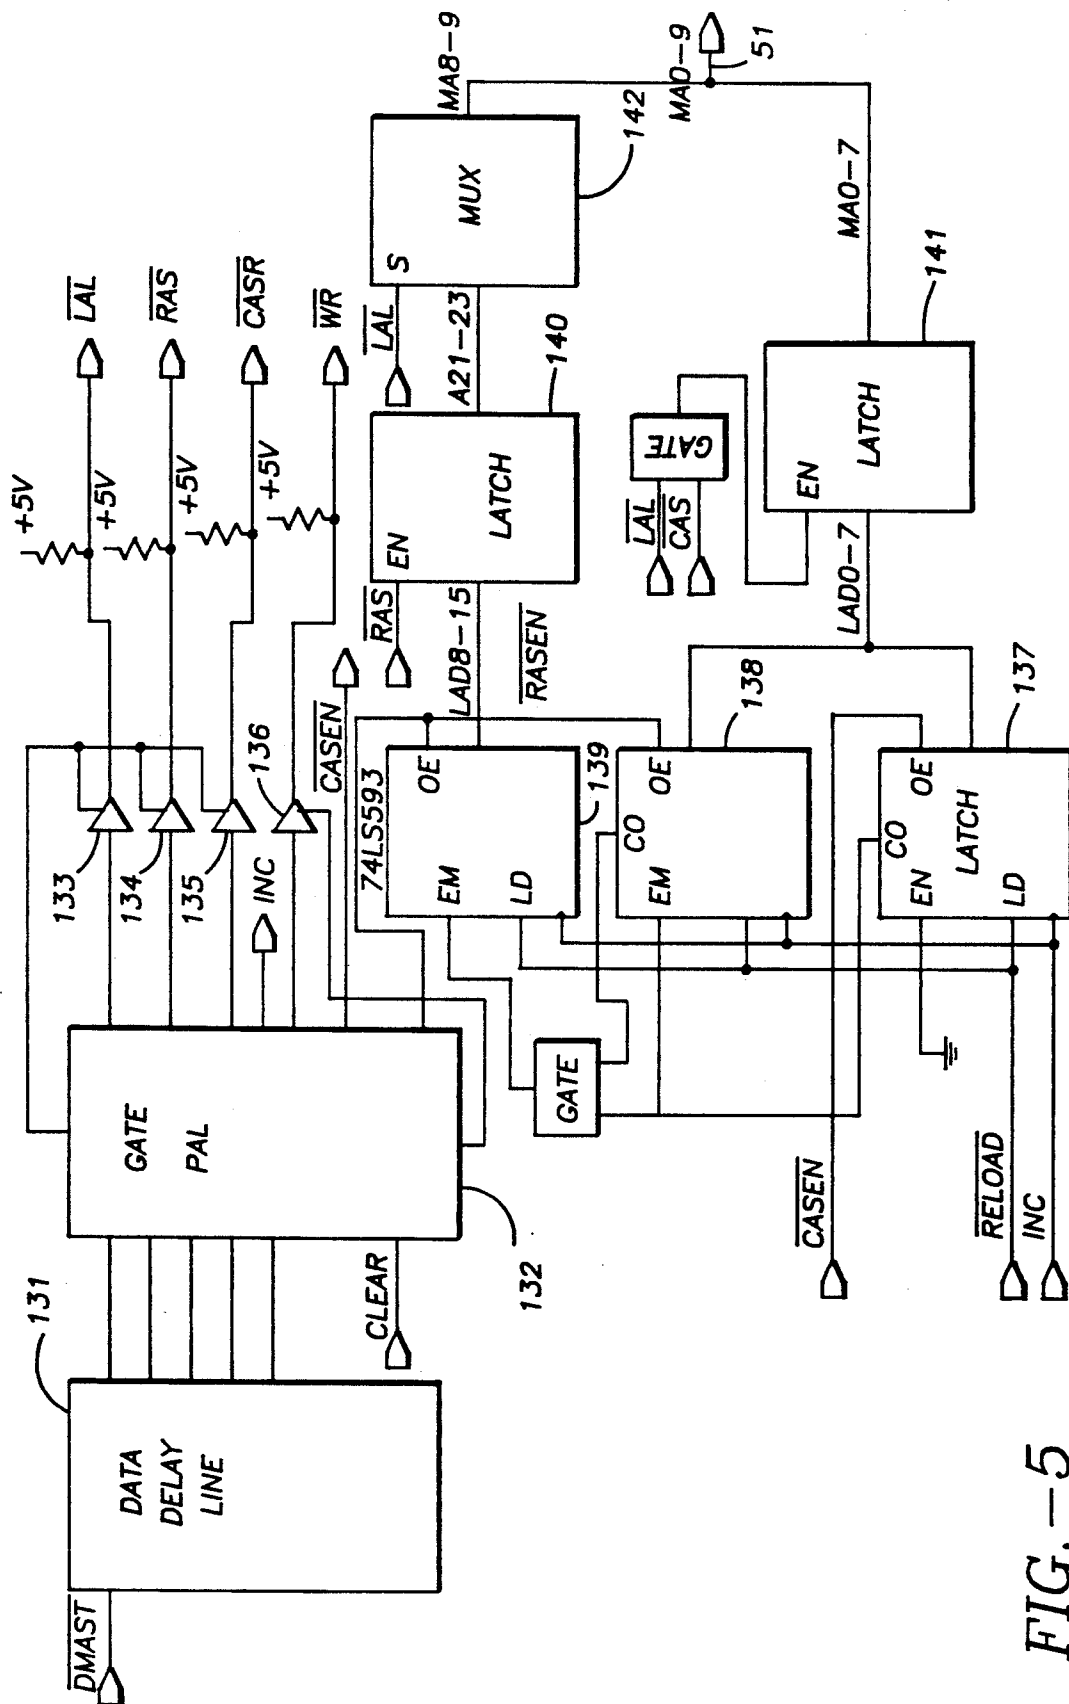 DMAST
131
DATA
DELAY
LINE
CLEAR
132
GATE
PAL
+5V
+5V
+5V
+5V
LAL
RAS
CASR
WR
133
134
135
136
INC
CASEN
RAS
LAD8-15
RASEN
74LS593
OE
EM
LD
139
EN
LATCH
140
A21-23
LAL
S
MUX
142
MA8-9
MA0-9
51
MA0-7
GATE
CO
OE
EM
138
LAL
CAS
GATE
EN
LATCH
141
LAD0-7
CO
OE
EN
LATCH
LD
137
CASEN
RELOAD
INC
FIG.-5